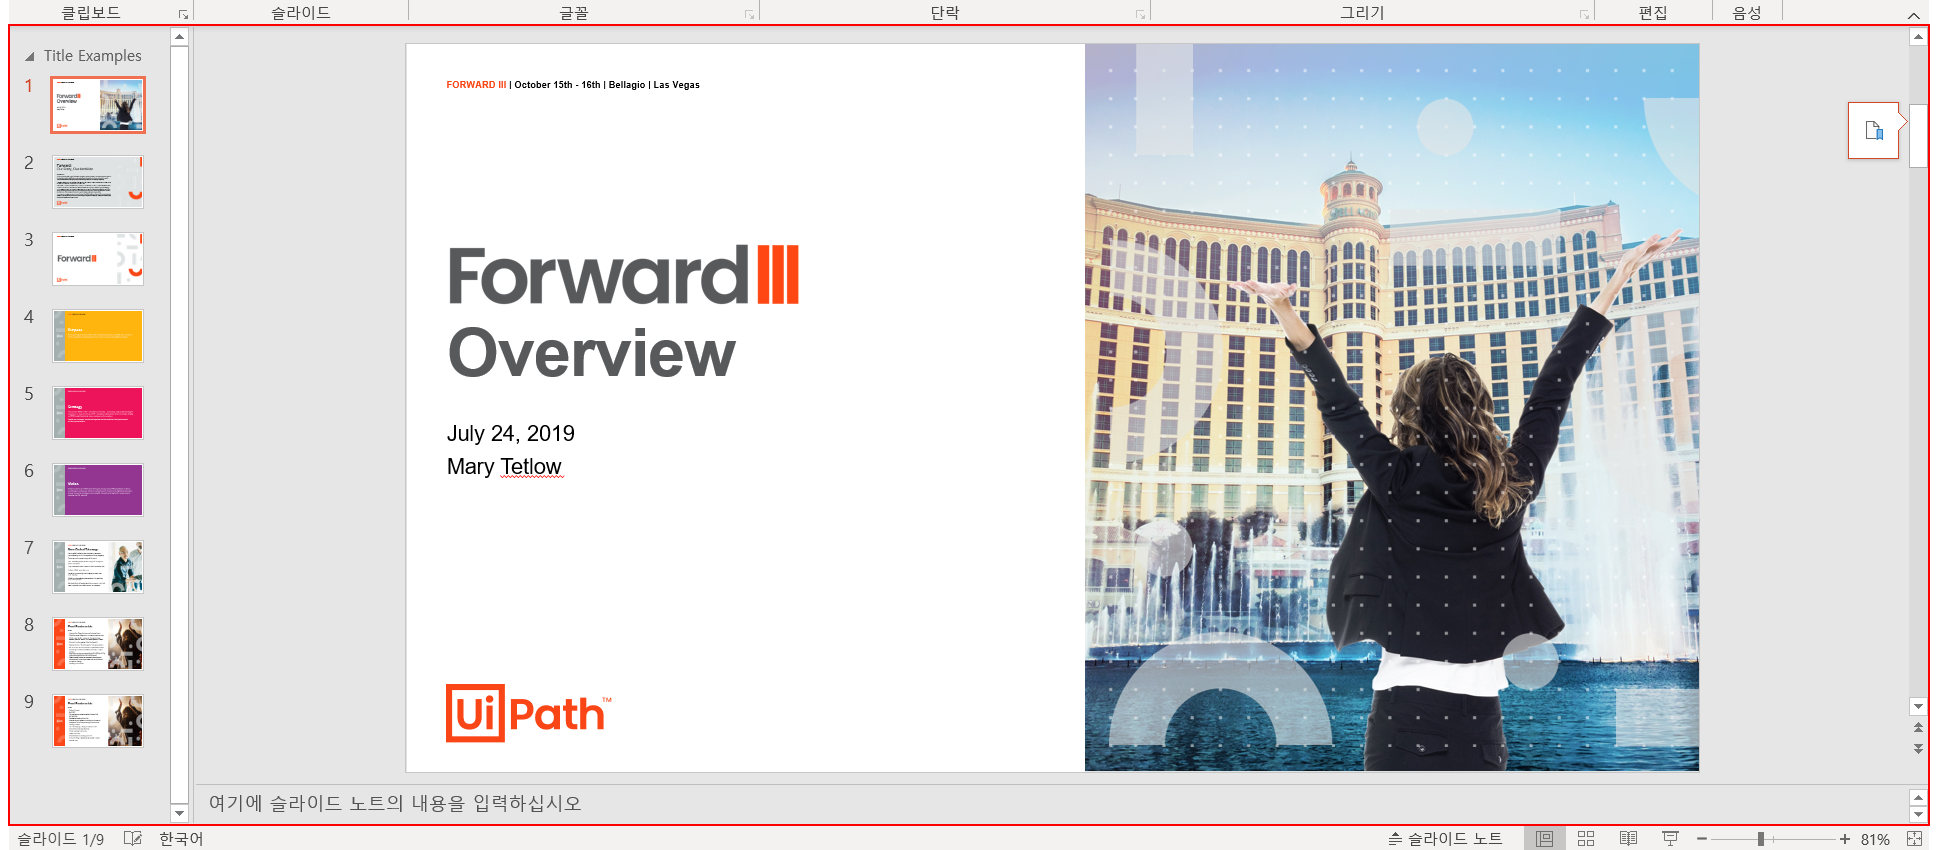 클립보드 슬라이드 글꼴 단락 그리기 편집 음성
Title Examples
1
2
3
4
5
6
7
8
9
Forward III
Overview
FORWARD III | October 15th - 16th | Bellagio | Las Vegas
Forward III
Overview
July 24, 2019
Mary Tetlow
UiPath™
여기에 슬라이드 노트의 내용을 입력하십시오
슬라이드 1/9 한국어 슬라이드 노트 81%